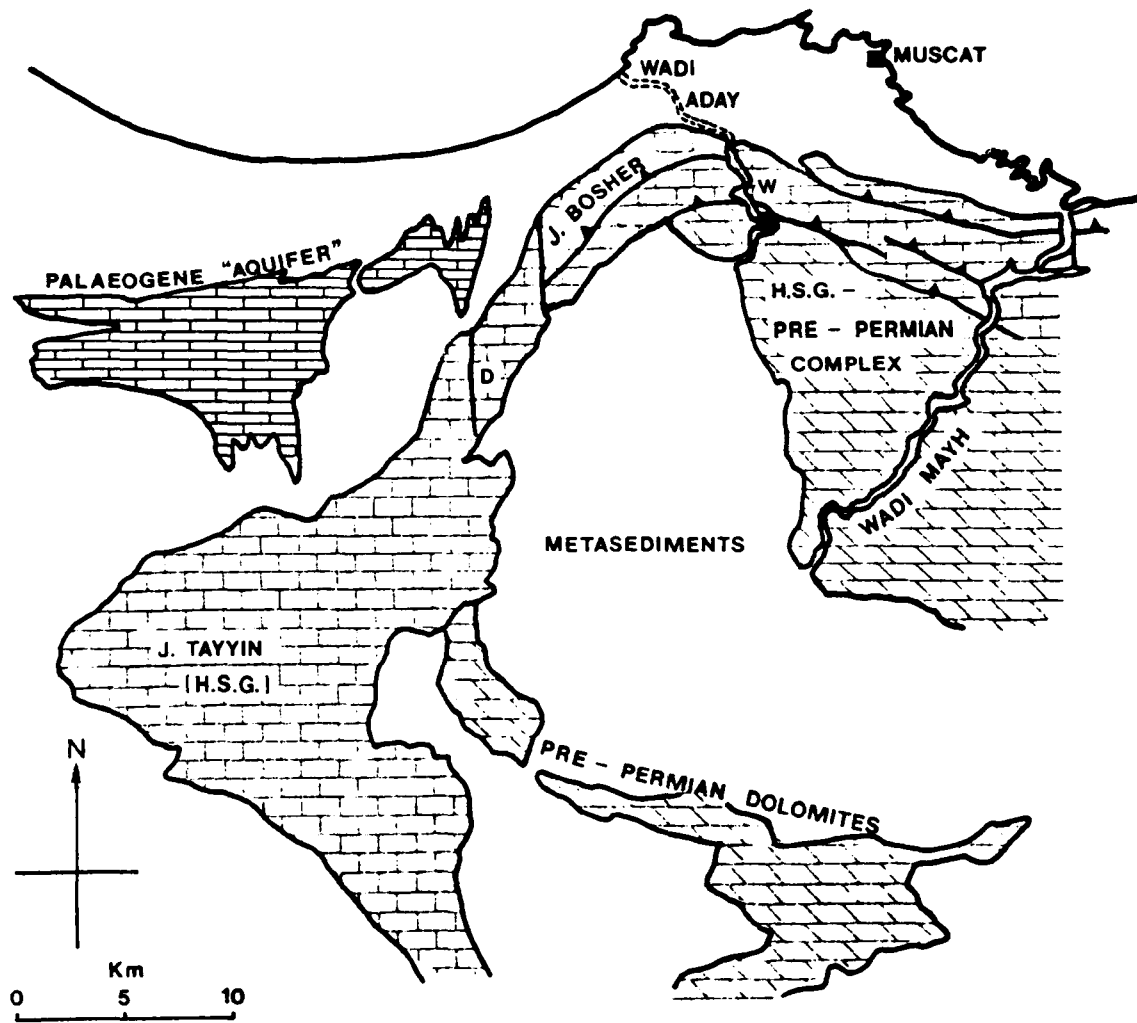 WADI
ADAY
MUSCAT
J. BOSHER
W
PALAEOGENE "AQUIFER"
H.S.G. –
PRE – PERMIAN
COMPLEX
D
WADI MAYH
METASEDIMENTS
J. TAYYIN
[H.S.G.]
N
PRE – PERMIAN DOLOMITES
Km
0 5 10